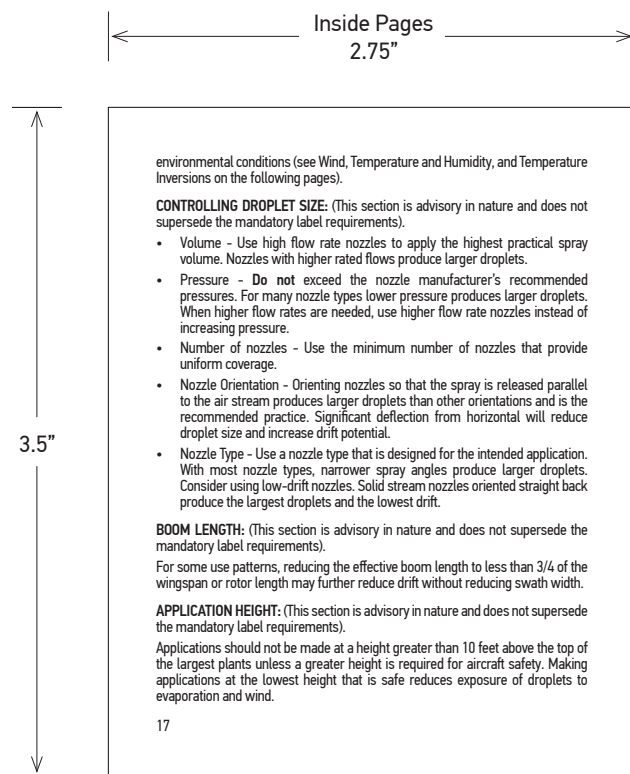 Inside Pages
2.75”
3.5”
environmental conditions (see Wind, Temperature and Humidity, and Temperature
Inversions on the following pages).
CONTROLLING DROPLET SIZE: (This section is advisory in nature and does not
supersede the mandatory label requirements).
• Volume - Use high flow rate nozzles to apply the highest practical spray
volume. Nozzles with higher rated flows produce larger droplets.
• Pressure - Do not exceed the nozzle manufacturer’s recommended
pressures. For many nozzle types lower pressure produces larger droplets.
When higher flow rates are needed, use higher flow rate nozzles instead of
increasing pressure.
• Number of nozzles - Use the minimum number of nozzles that provide
uniform coverage.
• Nozzle Orientation - Orienting nozzles so that the spray is released parallel
to the air stream produces larger droplets than other orientations and is the
recommended practice. Significant deflection from horizontal will reduce
droplet size and increase drift potential.
• Nozzle Type - Use a nozzle type that is designed for the intended application.
With most nozzle types, narrower spray angles produce larger droplets.
Consider using low-drift nozzles. Solid stream nozzles oriented straight back
produce the largest droplets and the lowest drift.
BOOM LENGTH: (This section is advisory in nature and does not supersede the
mandatory label requirements).
For some use patterns, reducing the effective boom length to less than 3/4 of the
wingspan or rotor length may further reduce drift without reducing swath width.
APPLICATION HEIGHT: (This section is advisory in nature and does not supersede
the mandatory label requirements).
Applications should not be made at a height greater than 10 feet above the top of
the largest plants unless a greater height is required for aircraft safety. Making
applications at the lowest height that is safe reduces exposure of droplets to
evaporation and wind.
17